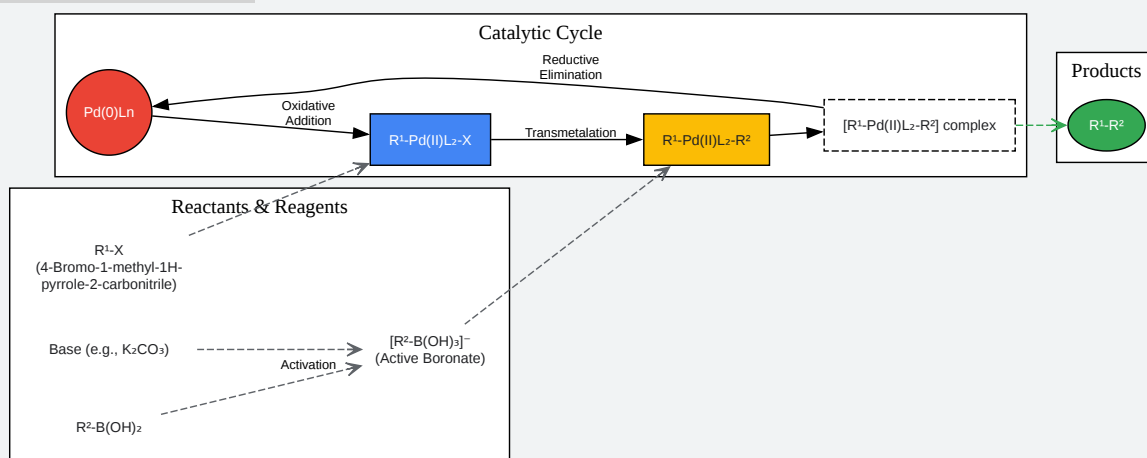 Catalytic Cycle
Reductive
Elimination
Products
Pd(0)Ln
Oxidative
Addition
R¹-Pd(II)L₂-X
Transmetalation
R¹-Pd(II)L₂-R²
[R¹-Pd(II)L₂-R²] complex
R¹-R²
Reactants & Reagents
R¹-X
(4-Bromo-1-methyl-1H-
pyrrole-2-carbonitrile)
Base (e.g., K₂CO₃)
Activation
[R²-B(OH)₃]⁻
(Active Boronate)
R²-B(OH)₂